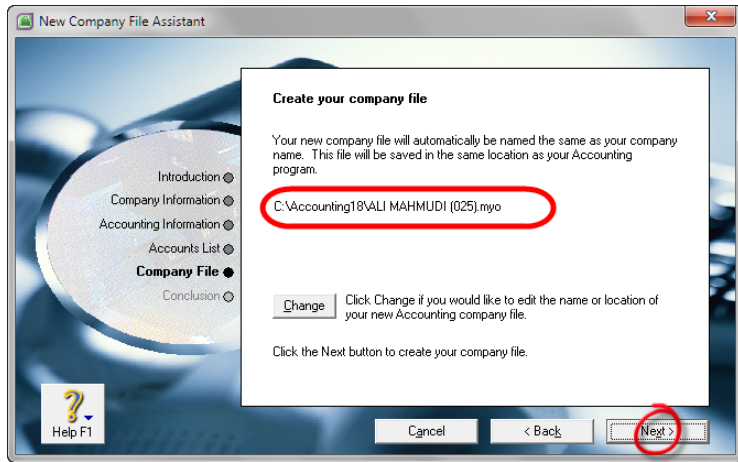 New Company File Assistant
x
Introduction
Company Information
Accounting Information
Accounts List
Company File
Conclusion
Create your company file
Your new company file will automatically be named the same as your company
name. This file will be saved in the same location as your Accounting
program.
C:\Accounting18\ALI MAHMUDI (025).myo
Change
Click Change if you would like to edit the name or location of
your new Accounting company file.
Click the Next button to create your company file.
?
Help F1
Cancel
< Back
Next >